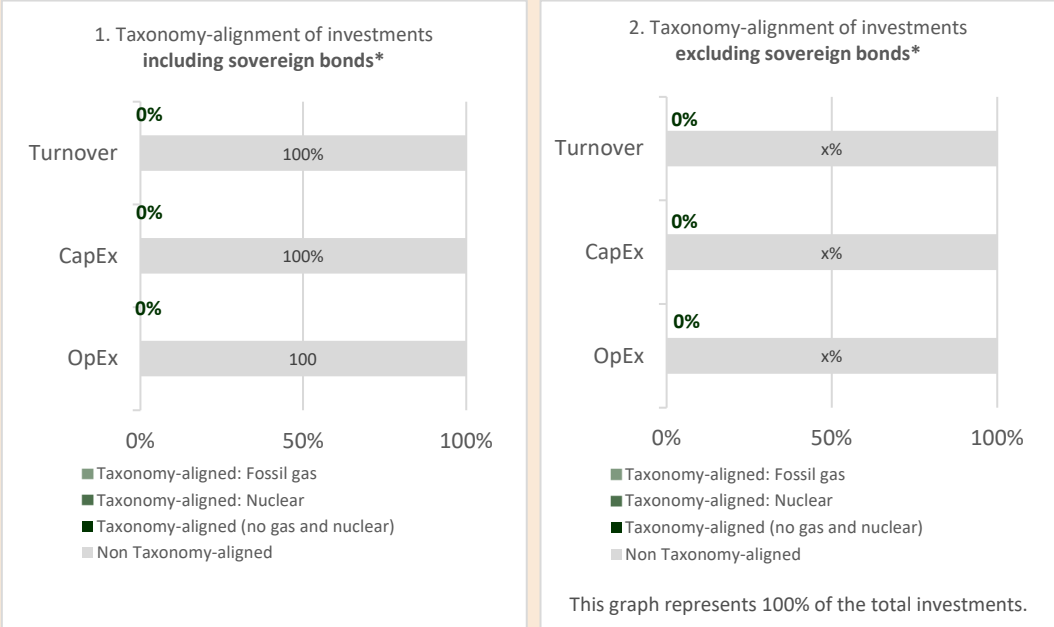 1. Taxonomy-alignment of investments
including sovereign bonds*
0%
Turnover
100%
0%
CapEx
100%
0%
OpEx
100
0%
50%
100%
Taxonomy-aligned: Fossil gas
Taxonomy-aligned: Nuclear
Taxonomy-aligned (no gas and nuclear)
Non Taxonomy-aligned
2. Taxonomy-alignment of investments
excluding sovereign bonds*
0%
Turnover
x%
0%
CapEx
x%
0%
OpEx
x%
0%
50%
100%
Taxonomy-aligned: Fossil gas
Taxonomy-aligned: Nuclear
Taxonomy-aligned (no gas and nuclear)
Non Taxonomy-aligned
This graph represents 100% of the total investments.